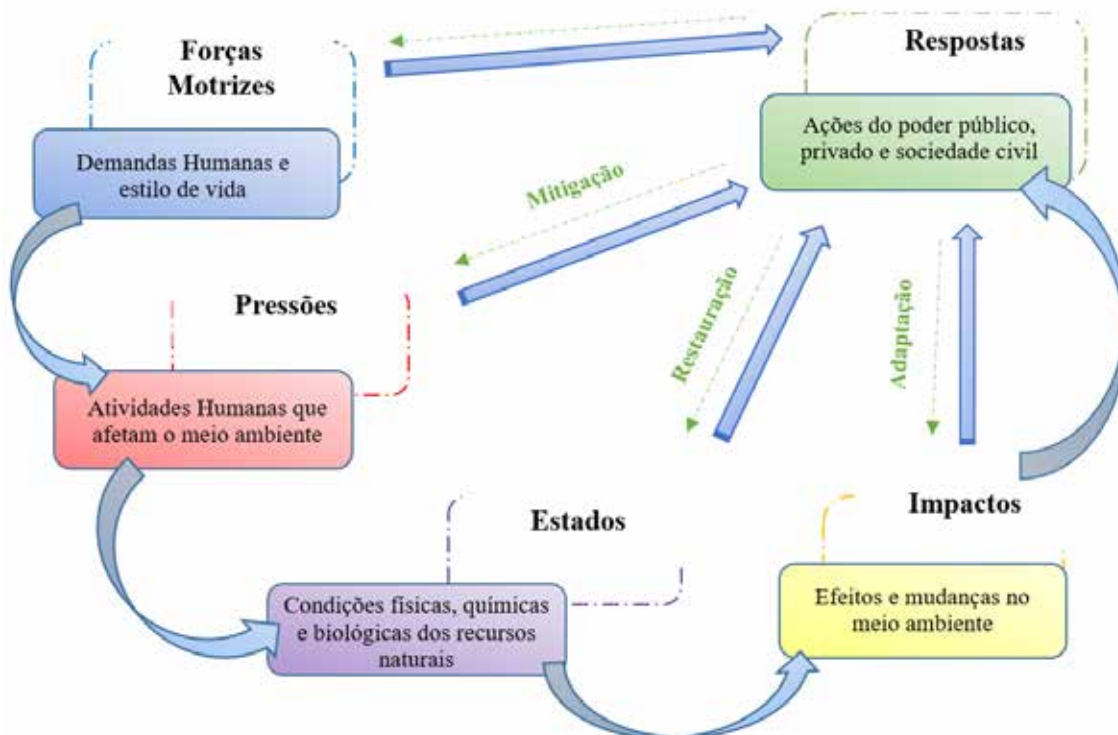 Forças
Motrizes
Demandas Humanas e
estilo de vida
Respostas
Ações do poder público,
privado e sociedade civil
Mitigação
Restauração
Adaptação
Pressões
Atividades Humanas que
afetam o meio ambiente
Estados
Condições físicas, químicas
e biológicas dos recursos
naturais
Impactos
Efeitos e mudanças no
meio ambiente